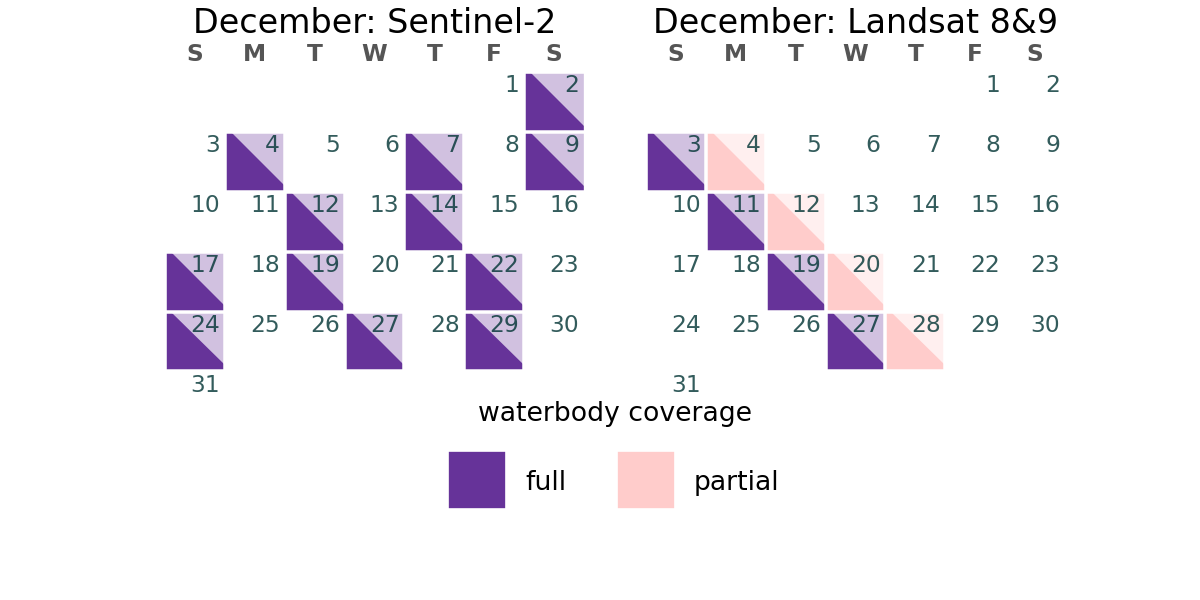 December: Sentinel-2
S M T W T F S
1 2
3 4 5 6 7 8 9
10 11 12 13 14 15 16
17 18 19 20 21 22 23
24 25 26 27 28 29 30
31
December: Landsat 8&9
S M T W T F S
1 2
3 4 5 6 7 8 9
10 11 12 13 14 15 16
17 18 19 20 21 22 23
24 25 26 27 28 29 30
31
waterbody coverage
full
partial